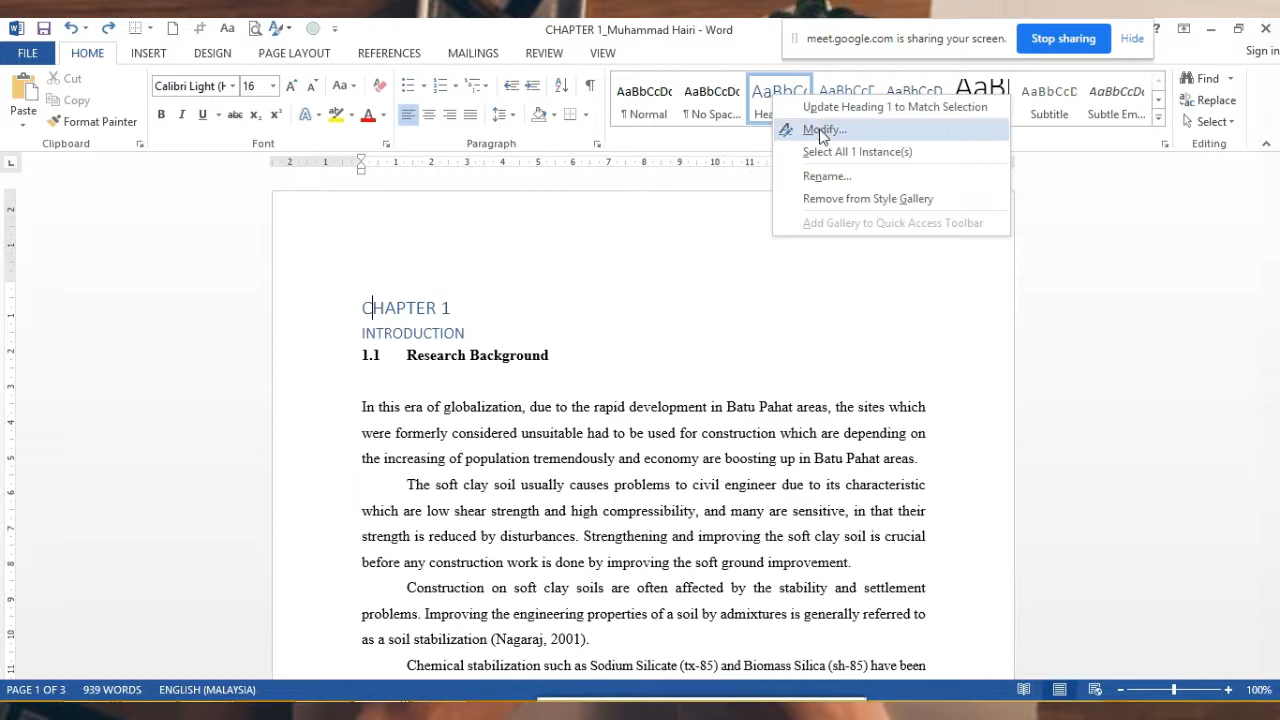 CHAPTER 1_Muhammad Hairi - Word
meet.google.com is sharing your screen.
Stop sharing
Hide
Sign in
FILE
HOME
INSERT
DESIGN
PAGE LAYOUT
REFERENCES
MAILINGS
REVIEW
VIEW
Paste
Cut
Copy
Format Painter
Clipboard
Calibri Light (H
16
Font
Paragraph
AaBbCcDc
¶ Normal
AaBbCcDc
¶ No Spac...
Subtitle
Subtle Em...
Find
Replace
Select
Editing
Update Heading 1 to Match Selection
Modify...
Select All 1 Instance(s)
Rename...
Remove from Style Gallery
Add Gallery to Quick Access Toolbar
CHAPTER 1
INTRODUCTION
1.1 Research Background
In this era of globalization, due to the rapid development in Batu Pahat areas, the sites which
were formerly considered unsuitable had to be used for construction which are depending on
the increasing of population tremendously and economy are boosting up in Batu Pahat areas.
The soft clay soil usually causes problems to civil engineer due to its characteristic
which are low shear strength and high compressibility, and many are sensitive, in that their
strength is reduced by disturbances. Strengthening and improving the soft clay soil is crucial
before any construction work is done by improving the soft ground improvement.
Construction on soft clay soils are often affected by the stability and settlement
problems. Improving the engineering properties of a soil by admixtures is generally referred to
as a soil stabilization (Nagaraj, 2001).
Chemical stabilization such as Sodium Silicate (tx-85) and Biomass Silica (sh-85) have been
PAGE 1 OF 3
939 WORDS
ENGLISH (MALAYSIA)
100%